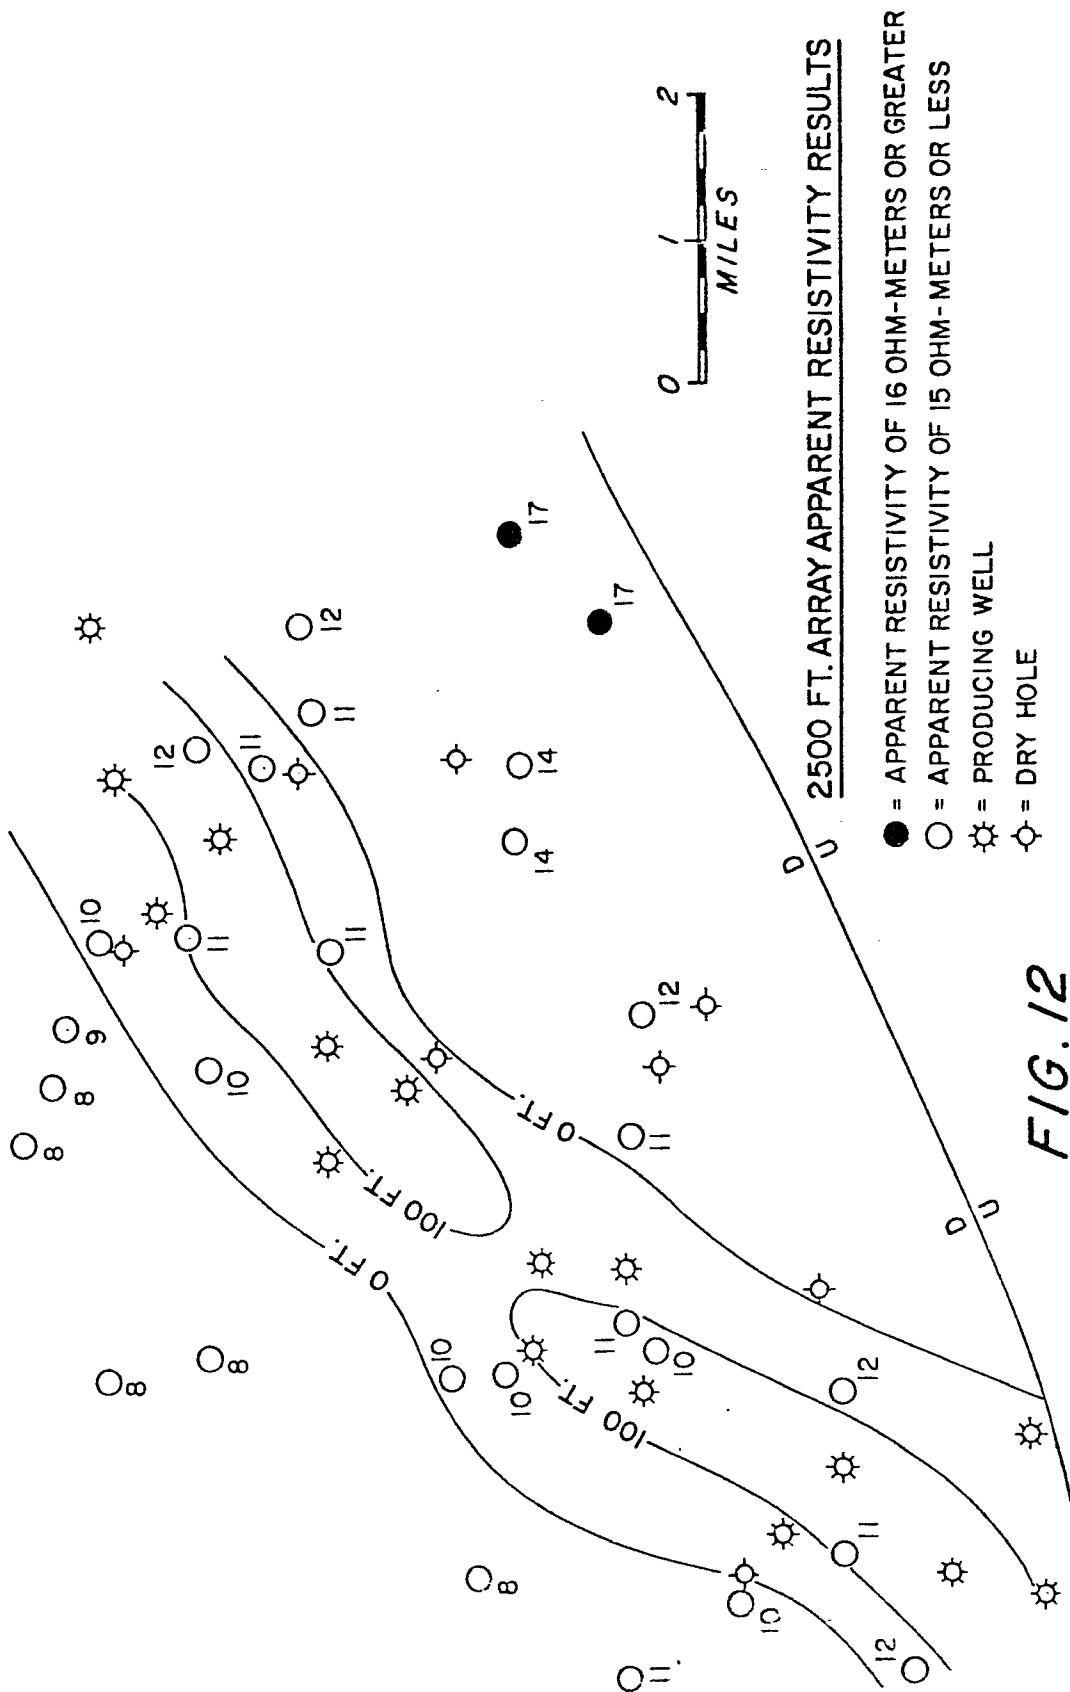 8
8
10
9
8
12
11
10
11
8
12
11
11
0 FT.
100 FT.
10
8
10
17
14
14
0 FT.
11
100 FT.
17
11
11
12
10
0 1 2
MILES
10
D
U
12
11
12
D
U
2500 FT. ARRAY APPARENT RESISTIVITY RESULTS
= APPARENT RESISTIVITY OF 16 OHM-METERS OR GREATER
= APPARENT RESISTIVITY OF 15 OHM-METERS OR LESS
= PRODUCING WELL
= DRY HOLE
FIG. 12